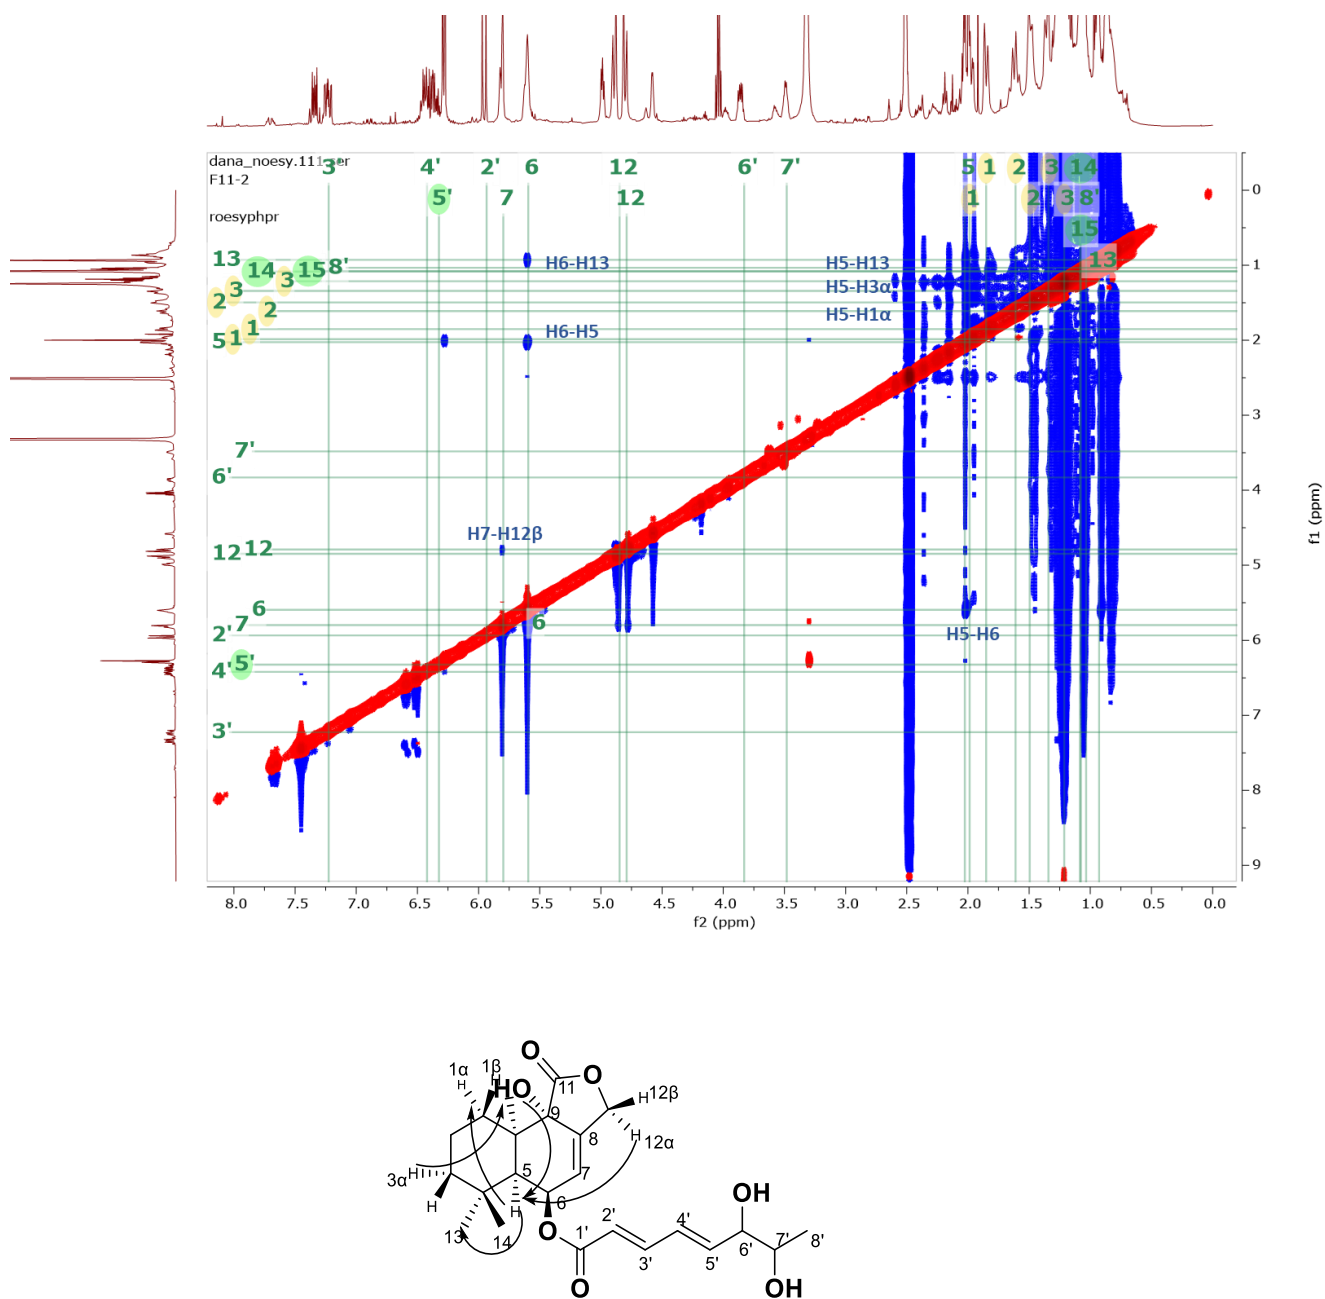 dana_noesy.111.ser
F11-2
roesyphpr
3' 4' 2' 6 12 6' 7' 5 1 2 3 14
5' 7 12 1 2 3 8'
15
13
13 14 15 8'
3 3
2 2
1
5 1
7'
6'
12 12
6
7
2'
4' 5'
3'
6
H6-H13
H5-H13
H5-H3α
H5-H1α
H6-H5
H7-H12β
H5-H6
0
1
2
3
4
5
6
7
8
9
f1 (ppm)
8.0 7.5 7.0 6.5 6.0 5.5 5.0 4.5 4.0 3.5 3.0 2.5 2.0 1.5 1.0 0.5 0.0
f2 (ppm)
O
1β
1α H
H HO 11 O
9 H 12β
8 H 12α
3α H 5 7
H H 6
13 14 O 1' 2' 3' 4' 5' 6' 7' 8'
OH
O OH